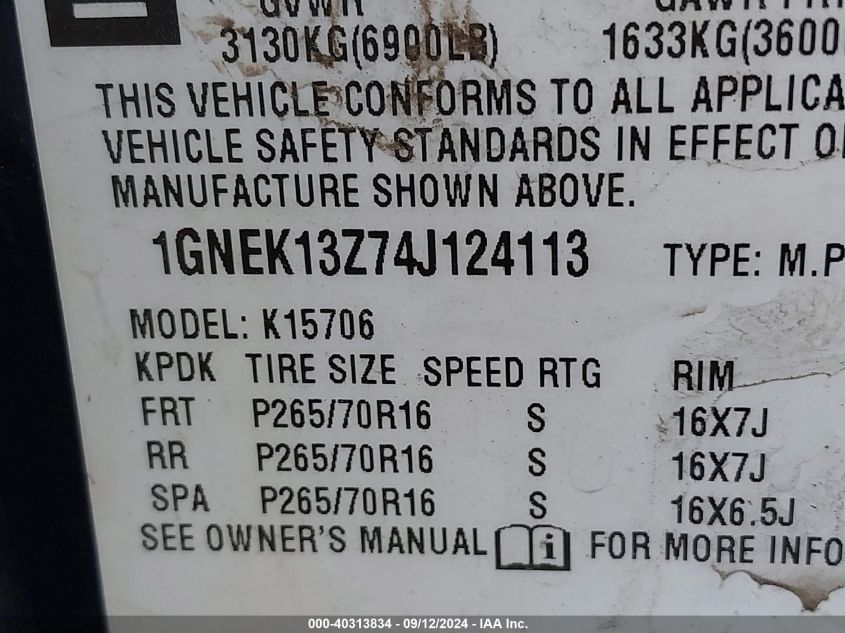 GVWR
3130KG(6900LB) 1633KG(3600
THIS VEHICLE CONFORMS TO ALL APPLICA
VEHICLE SAFETY STANDARDS IN EFFECT O
MANUFACTURE SHOWN ABOVE.
1GNEK13Z74J124113 TYPE: M.P
MODEL: K15706
KPDK TIRE SIZE SPEED RTG RIM
FRT P265/70R16 S 16X7J
RR P265/70R16 S 16X7J
SPA P265/70R16 S 16X6.5J
SEE OWNER'S MANUAL i FOR MORE INFO
000-40313834 - 09/12/2024 - IAA Inc.